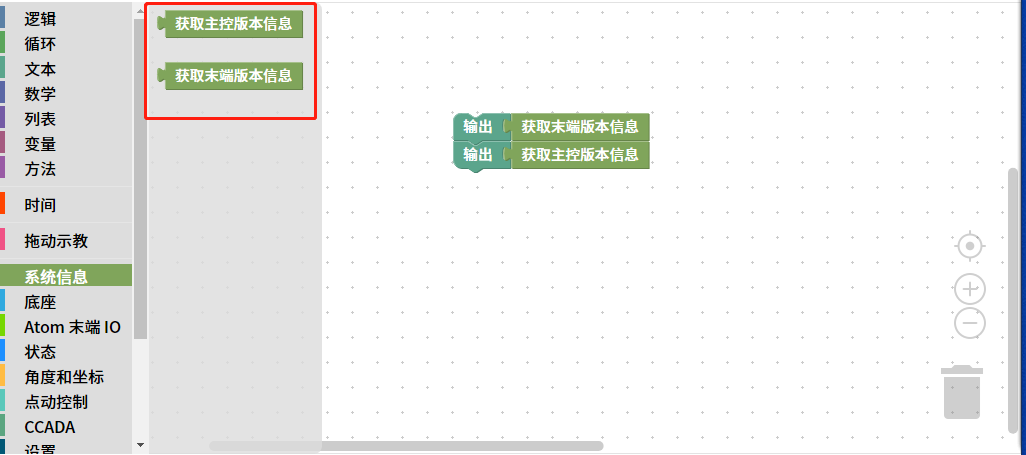 逻辑
循环
文本
数学
列表
变量
方法
时间
拖动示教
系统信息
底座
Atom 末端 IO
状态
角度和坐标
点动控制
CCADA
设置
获取主控版本信息
获取末端版本信息
输出 获取末端版本信息
输出 获取主控版本信息